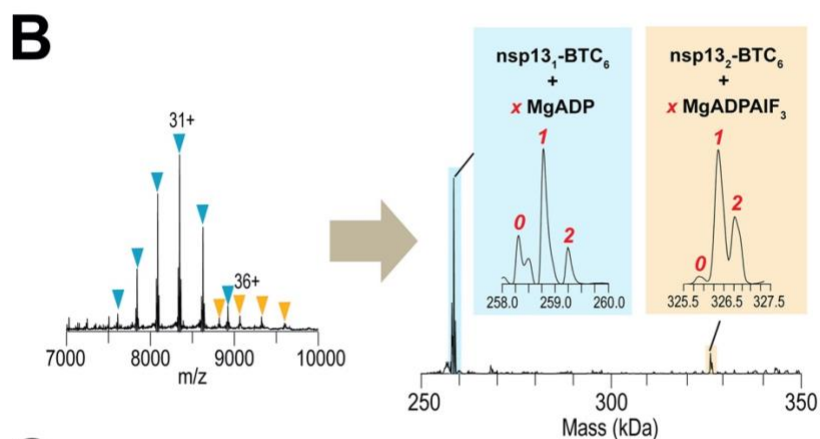 B
31+
36+
7000 8000 9000 10000
m/z
nsp13₁-BTC₆
+
x MgADP
0 1 2
258.0 259.0 260.0
nsp13₂-BTC₆
+
x MgADPAlF₃
0 1 2
325.5 326.5 327.5
250 300 350
Mass (kDa)